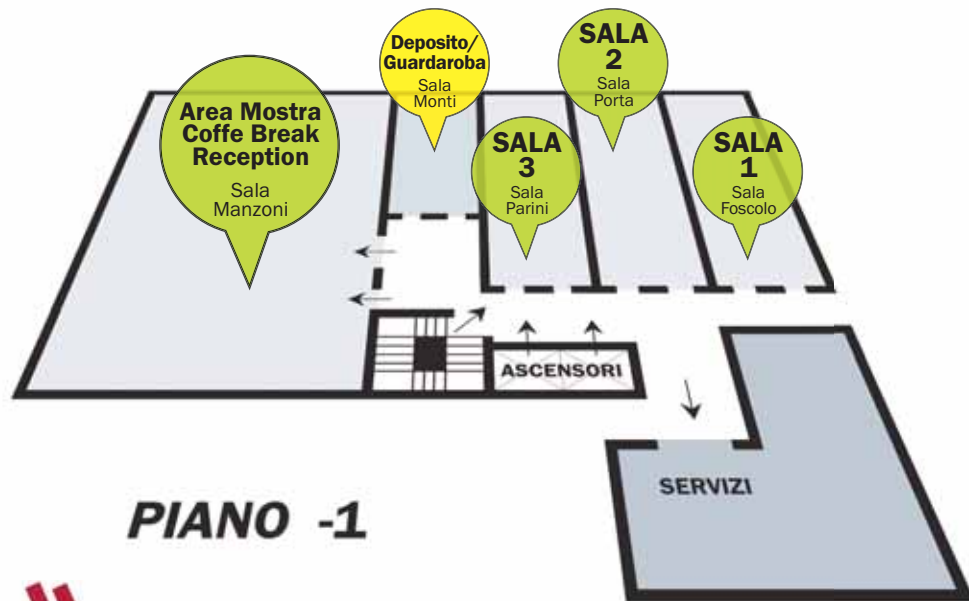 Area Mostra
Coffe Break
Reception
Sala
Manzoni
Deposito/
Guardaroba
Sala
Monti
SALA
3
Sala
Parini
SALA
2
Sala
Porta
SALA
1
Sala
Foscolo
ASCENSORI
SERVIZI
PIANO -1